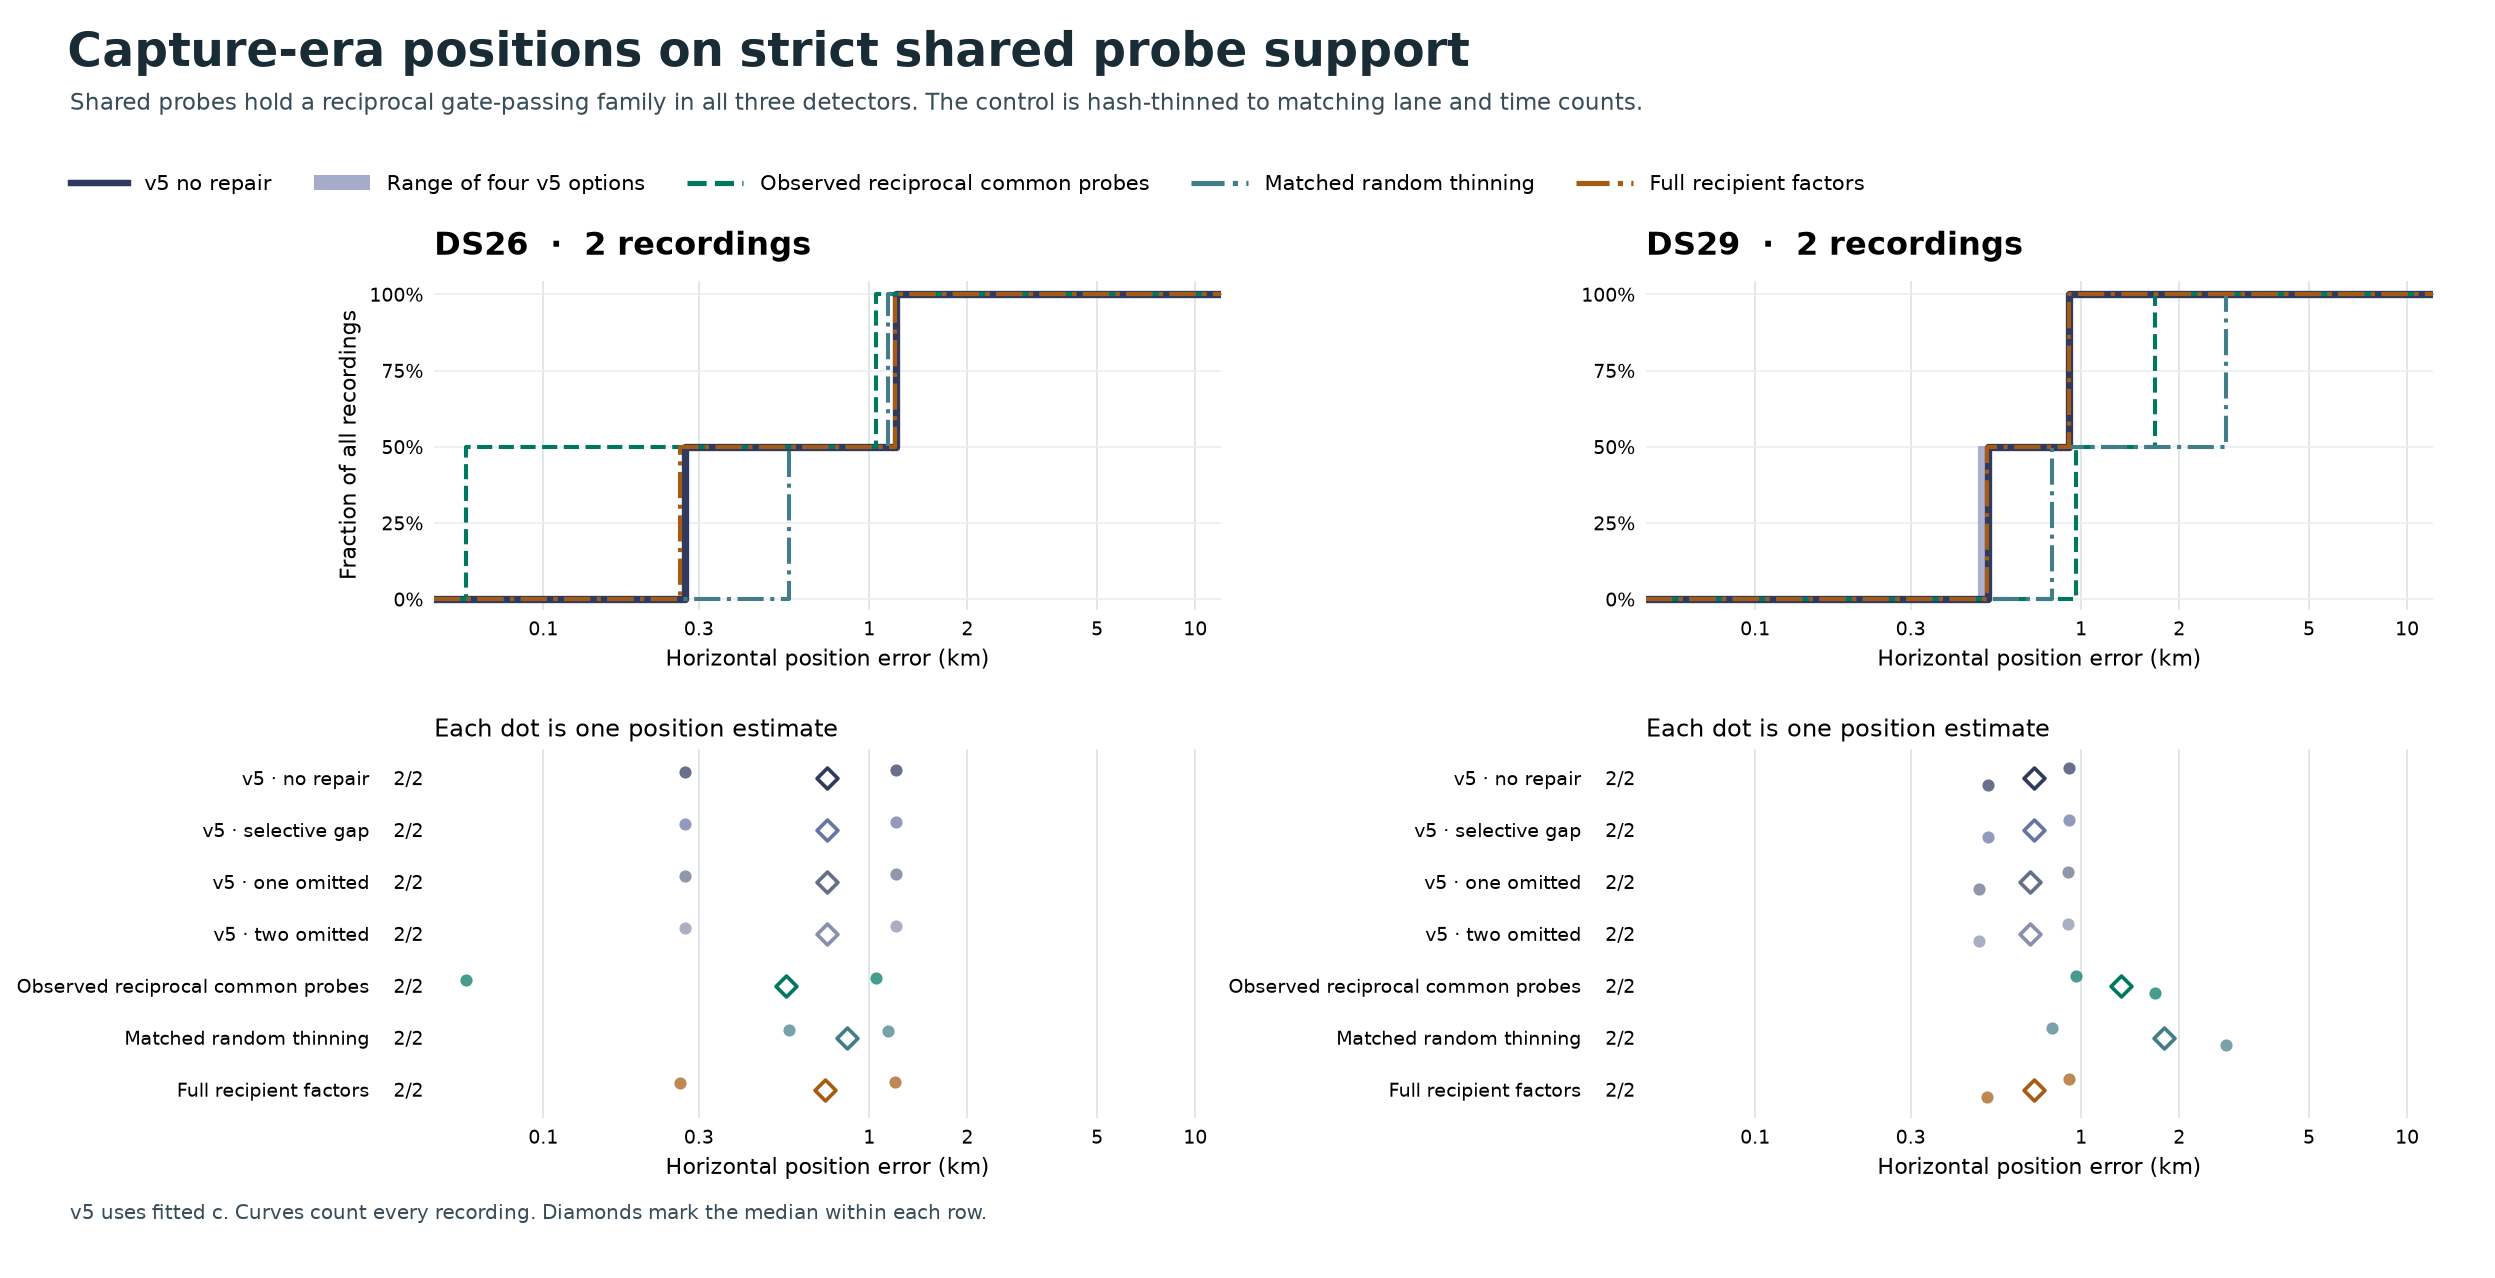 Capture-era positions on strict shared probe support
Shared probes hold a reciprocal gate-passing family in all three detectors. The control is hash-thinned to matching lane and time counts.
v5 no repair
Range of four v5 options
Observed reciprocal common probes
Matched random thinning
Full recipient factors
DS26 · 2 recordings
Fraction of all recordings
100%
75%
50%
25%
0%
0.1 0.3 1 2 5 10
Horizontal position error (km)
DS29 · 2 recordings
100%
75%
50%
25%
0%
0.1 0.3 1 2 5 10
Horizontal position error (km)
Each dot is one position estimate
v5 · no repair 2/2
v5 · selective gap 2/2
v5 · one omitted 2/2
v5 · two omitted 2/2
Observed reciprocal common probes 2/2
Matched random thinning 2/2
Full recipient factors 2/2
0.1 0.3 1 2 5 10
Horizontal position error (km)
Each dot is one position estimate
v5 · no repair 2/2
v5 · selective gap 2/2
v5 · one omitted 2/2
v5 · two omitted 2/2
Observed reciprocal common probes 2/2
Matched random thinning 2/2
Full recipient factors 2/2
0.1 0.3 1 2 5 10
Horizontal position error (km)
v5 uses fitted c. Curves count every recording. Diamonds mark the median within each row.